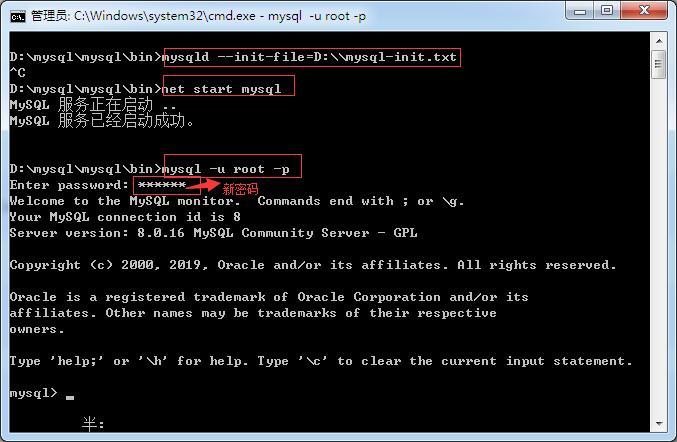 管理员: C:\Windows\system32\cmd.exe - mysql  -u root -p
D:\mysql\mysql\bin>mysqld --init-file=D:\\mysql-init.txt
^C
D:\mysql\mysql\bin>net start mysql
MySQL 服务正在启动 ..
MySQL 服务已经启动成功。
D:\mysql\mysql\bin>mysql -u root -p
Enter password: ****** 新密码
Welcome to the MySQL monitor.  Commands end with ; or \g.
Your MySQL connection id is 8
Server version: 8.0.16 MySQL Community Server - GPL
Copyright (c) 2000, 2019, Oracle and/or its affiliates. All rights reserved.
Oracle is a registered trademark of Oracle Corporation and/or its
affiliates. Other names may be trademarks of their respective
owners.
Type 'help;' or '\h' for help. Type '\c' to clear the current input statement.
mysql> _
半: